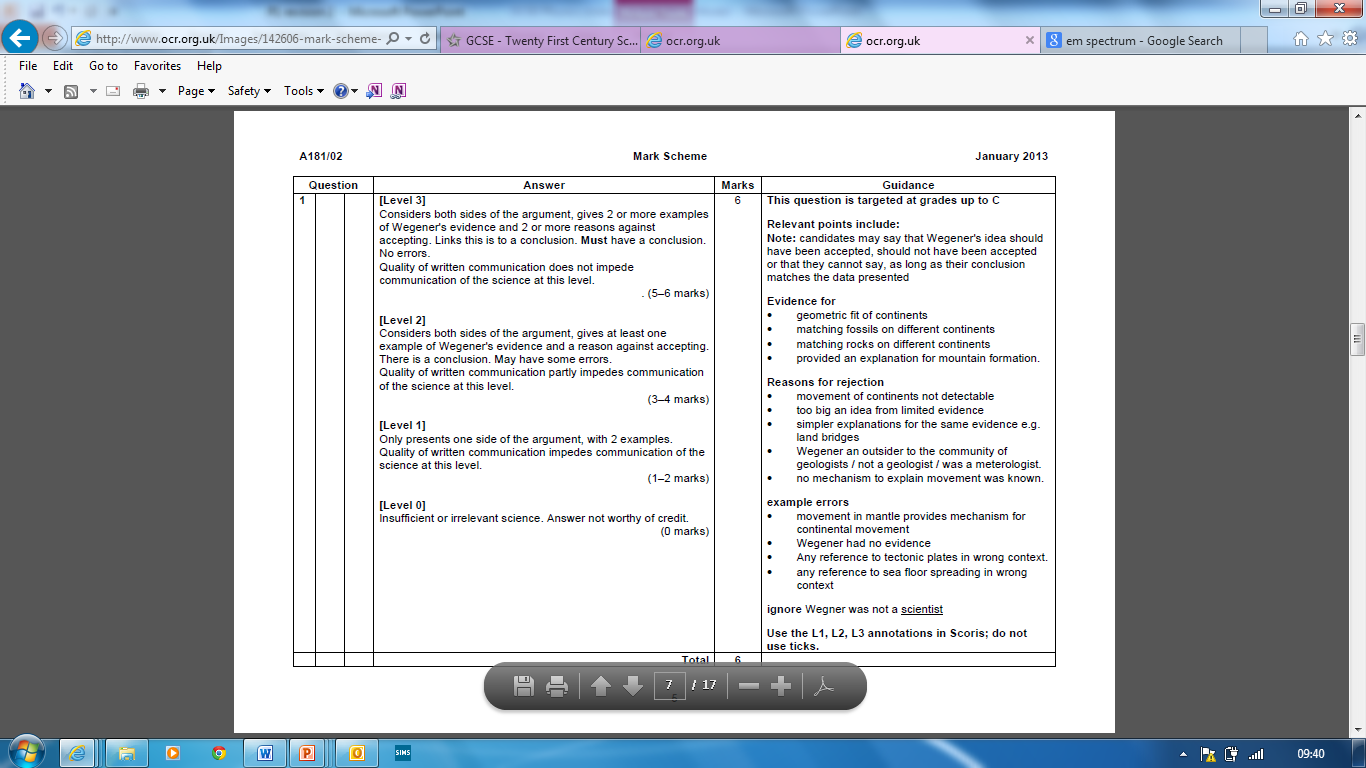 http://www.ocr.org.uk/Images/142606-mark-scheme-
GCSE - Twenty First Century Sc...
ocr.org.uk
ocr.org.uk
em spectrum - Google Search
File Edit Go to Favorites Help
Page Safety Tools
A181/02 Mark Scheme January 2013
Question Answer Marks Guidance
1 [Level 3] 6 This question is targeted at grades up to C
Considers both sides of the argument, gives 2 or more examples
of Wegener's evidence and 2 or more reasons against
accepting. Links this to a conclusion. Must have a conclusion.
No errors.
Quality of written communication does not impede
communication of the science at this level.
. (5–6 marks)
[Level 2]
Considers both sides of the argument, gives at least one
example of Wegener's evidence and a reason against accepting.
There is a conclusion. May have some errors.
Quality of written communication partly impedes communication
of the science at this level.
(3–4 marks)
[Level 1]
Only presents one side of the argument, with 2 examples.
Quality of written communication impedes communication of the
science at this level.
(1–2 marks)
[Level 0]
Insufficient or irrelevant science. Answer not worthy of credit.
(0 marks)
Relevant points include:
Note: candidates may say that Wegener's idea should
have been accepted, should not have been accepted
or that they cannot say, as long as their conclusion
matches the data presented
Evidence for
• geometric fit of continents
• matching fossils on different continents
• matching rocks on different continents
• provided an explanation for mountain formation.
Reasons for rejection
• movement of continents not detectable
• too big an idea from limited evidence
• simpler explanations for the same evidence e.g.
land bridges
• Wegener an outsider to the community of
geologists / not a geologist / was a meterologist.
• no mechanism to explain movement was known.
example errors
• movement in mantle provides mechanism for
continental movement
• Wegener had no evidence
• Any reference to tectonic plates in wrong context.
• any reference to sea floor spreading in wrong
context
ignore Wegner was not a scientist
Use the L1, L2, L3 annotations in Scoris; do not
use ticks.
Total 6
7 / 17
SIMS
09:40